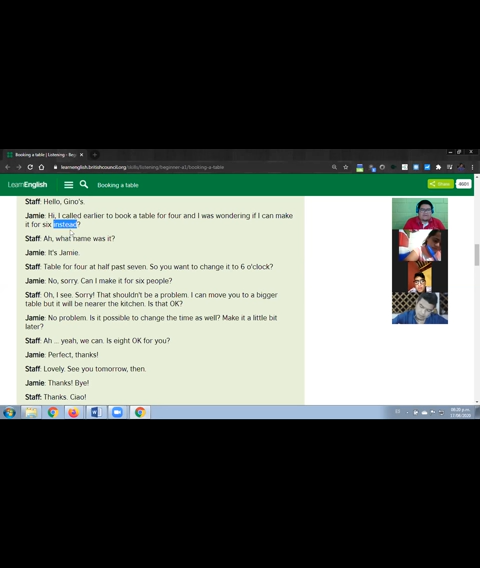 Booking a table | Listening - Beg
learnenglish.britishcouncil.org/skills/listening/beginner-a1/booking-a-table
LearnEnglish
Booking a table
Share
Staff: Hello, Gino's.
Jamie: Hi, I called earlier to book a table for four and I was wondering if I can make
it for six instead?
Staff: Ah, what name was it?
Jamie: It's Jamie.
Staff: Table for four at half past seven. So you want to change it to 6 o'clock?
Jamie: No, sorry. Can I make it for six people?
Staff: Oh, I see. Sorry! That shouldn't be a problem. I can move you to a bigger
table but it will be nearer the kitchen. Is that OK?
Jamie: No problem. Is it possible to change the time as well? Make it a little bit
later?
Staff: Ah ... yeah, we can. Is eight OK for you?
Jamie: Perfect, thanks!
Staff: Lovely. See you tomorrow, then.
Jamie: Thanks! Bye!
Staff: Thanks. Ciao!
ES
08:20 p.m.